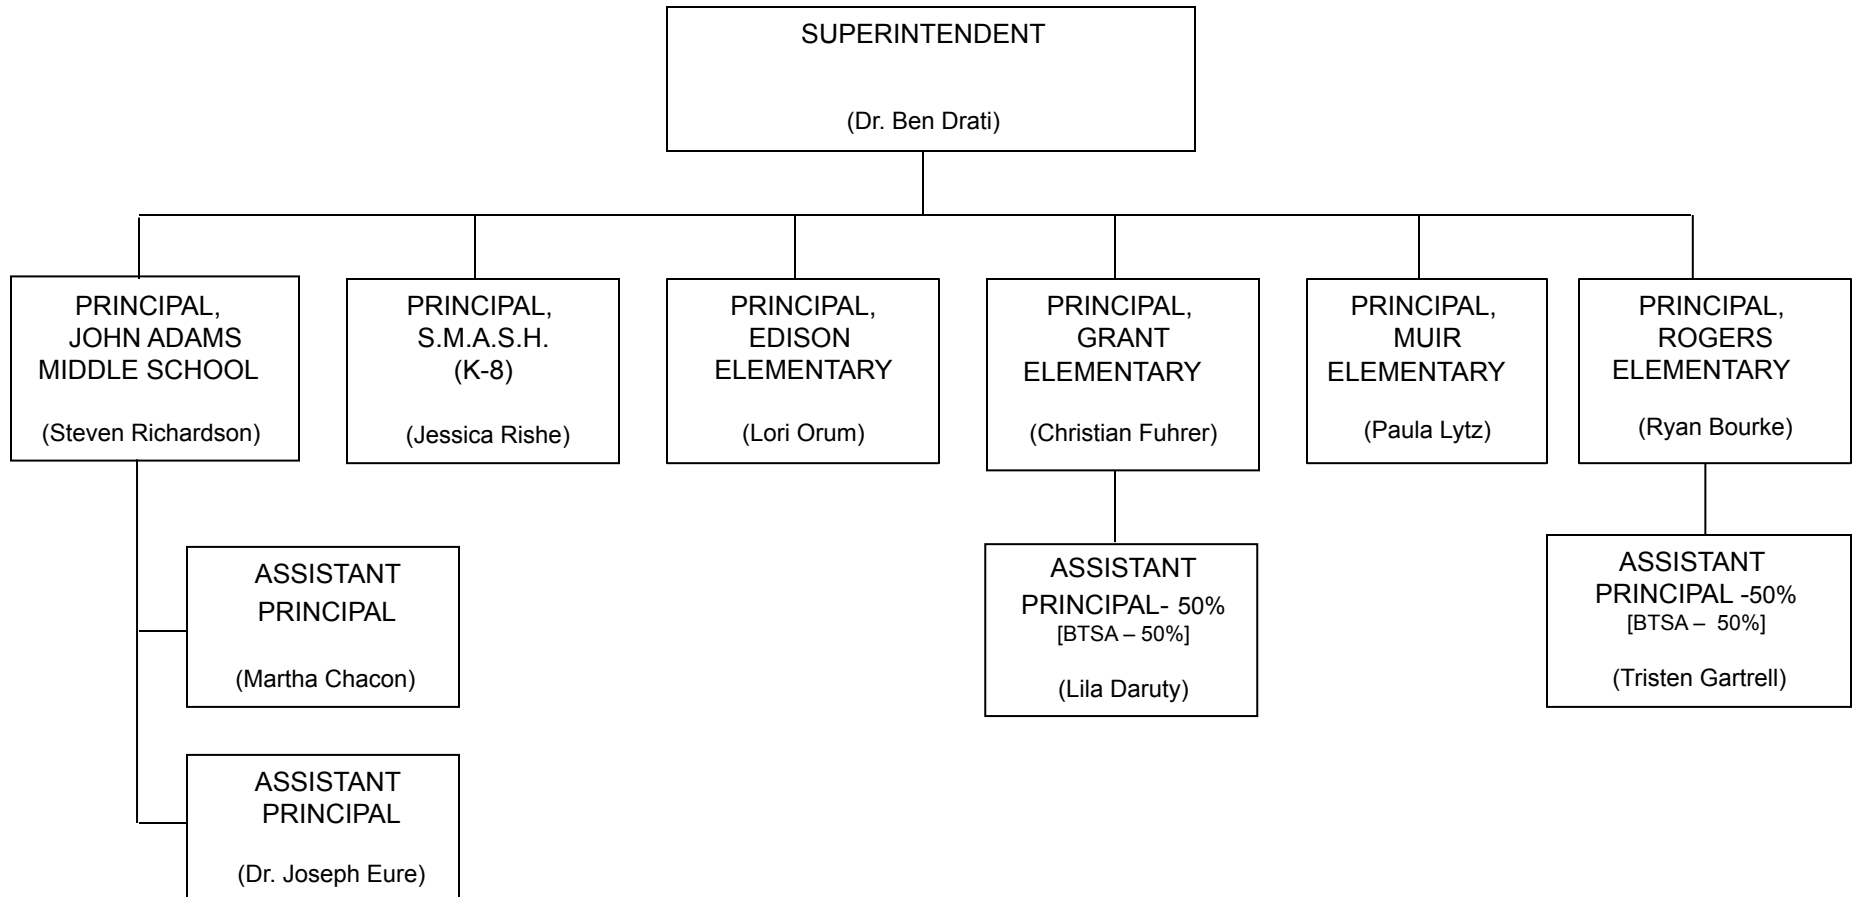 SUPERINTENDENT
(Dr. Ben Drati)
PRINCIPAL,
JOHN ADAMS
MIDDLE SCHOOL
(Steven Richardson)
PRINCIPAL,
S.M.A.S.H.
(K-8)
(Jessica Rishe)
PRINCIPAL,
EDISON
ELEMENTARY
(Lori Orum)
PRINCIPAL,
GRANT
ELEMENTARY
(Christian Fuhrer)
PRINCIPAL,
MUIR
ELEMENTARY
(Paula Lytz)
PRINCIPAL,
ROGERS
ELEMENTARY
(Ryan Bourke)
ASSISTANT
PRINCIPAL
(Martha Chacon)
ASSISTANT
PRINCIPAL- 50%
[BTSA – 50%]
(Lila Daruty)
ASSISTANT
PRINCIPAL -50%
[BTSA – 50%]
(Tristen Gartrell)
ASSISTANT
PRINCIPAL
(Dr. Joseph Eure)